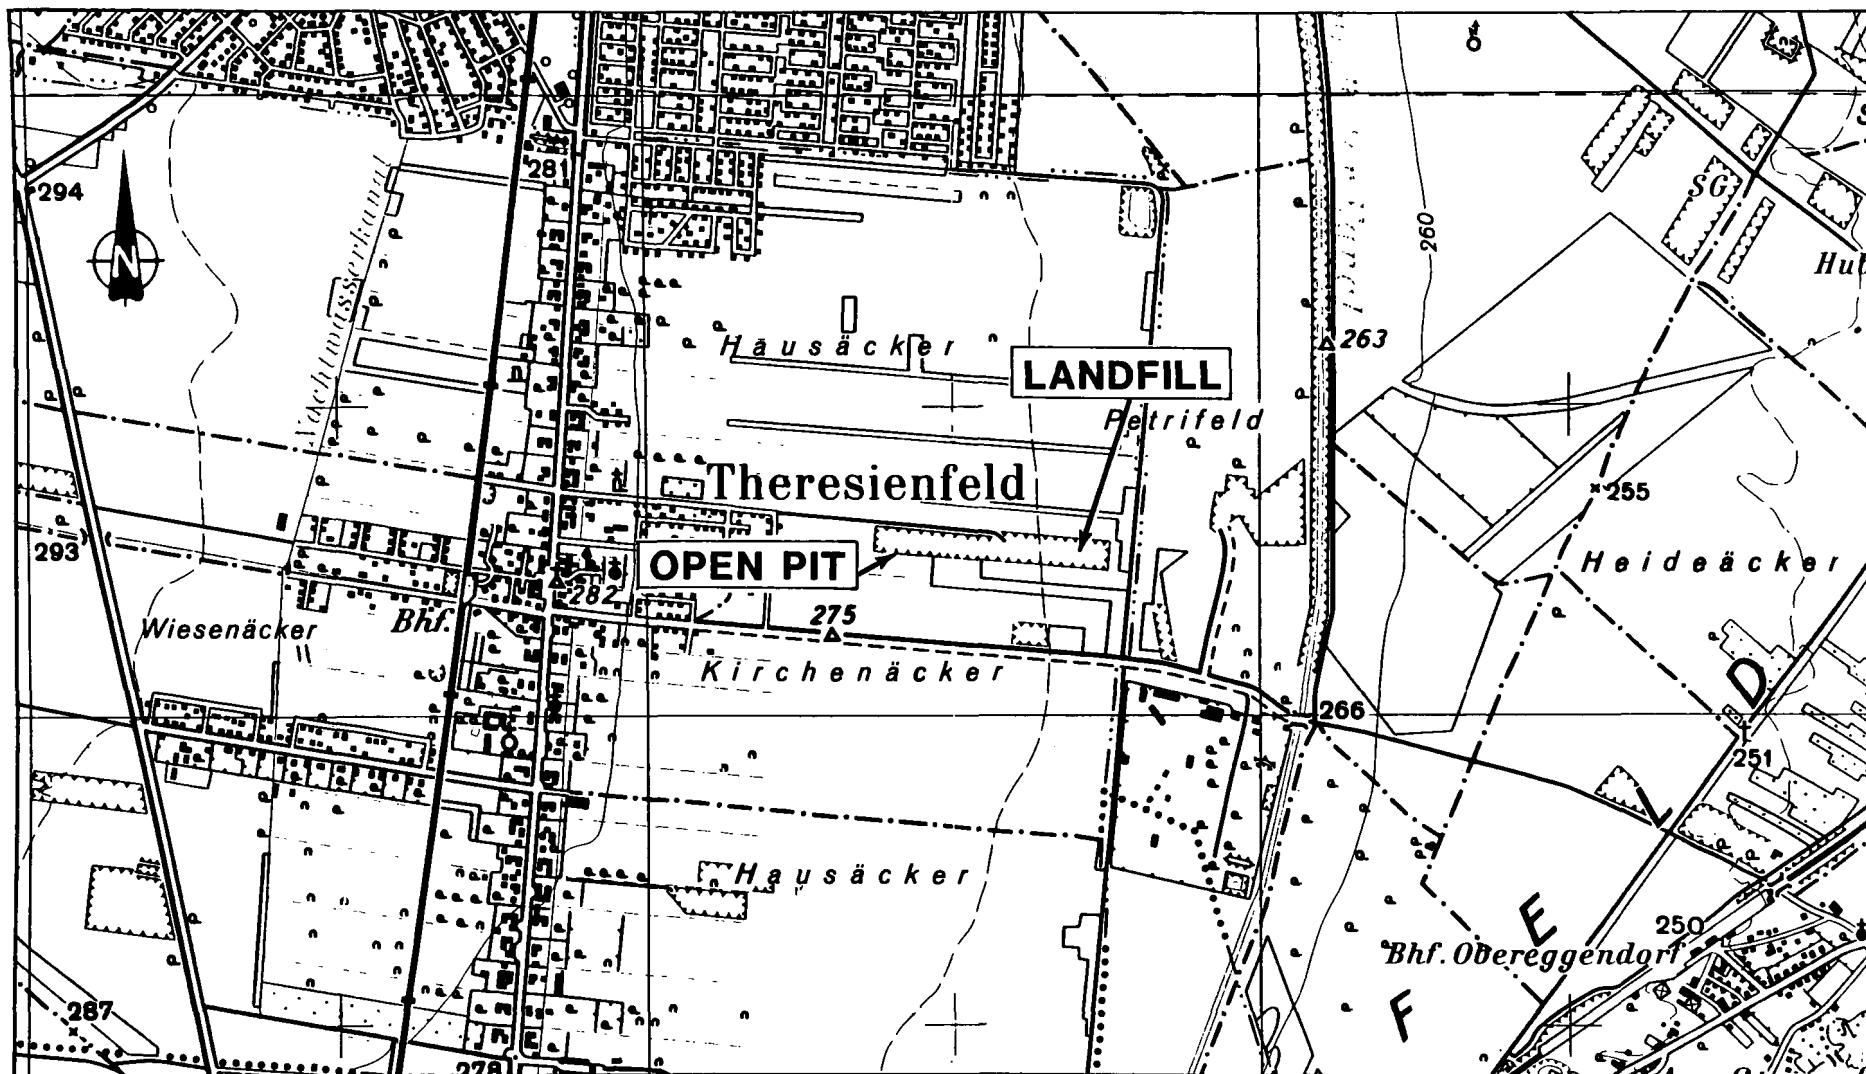 281
294
N
SG
260
263
Hausäcker
LANDFILL
Petrifeld
Theresienfeld
255
293
OPEN PIT
Heideäcker
282
275
Bhf.
Wiesenäcker
Kirchenäcker
D
266
251
L
Hausäcker
E
250
Bhf. Obereggendorf
F
287
278